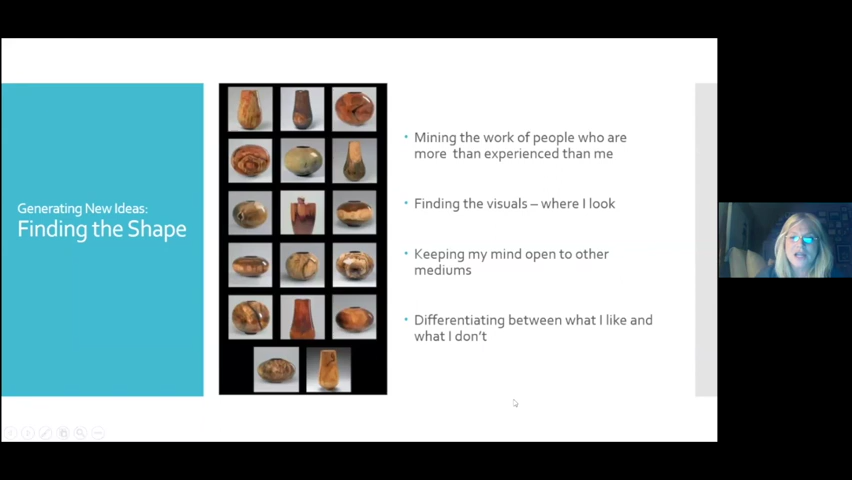 Generating New Ideas:
Finding the Shape
• Mining the work of people who are
more than experienced than me
• Finding the visuals – where I look
• Keeping my mind open to other
mediums
• Differentiating between what I like and
what I don't